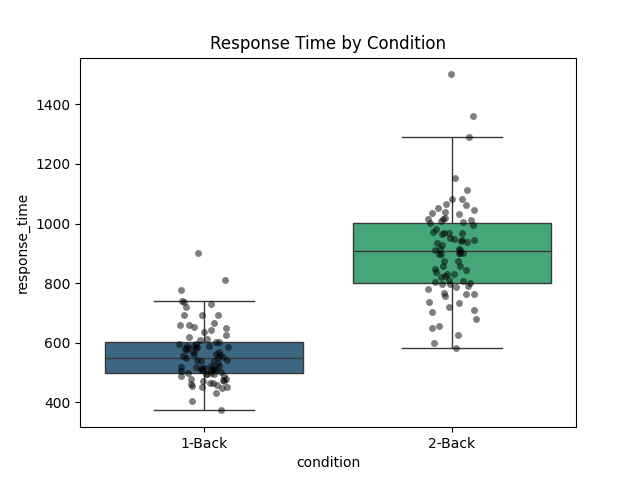 Response Time by Condition
1400
1200
1000
800
600
400
response_time
1-Back
2-Back
condition